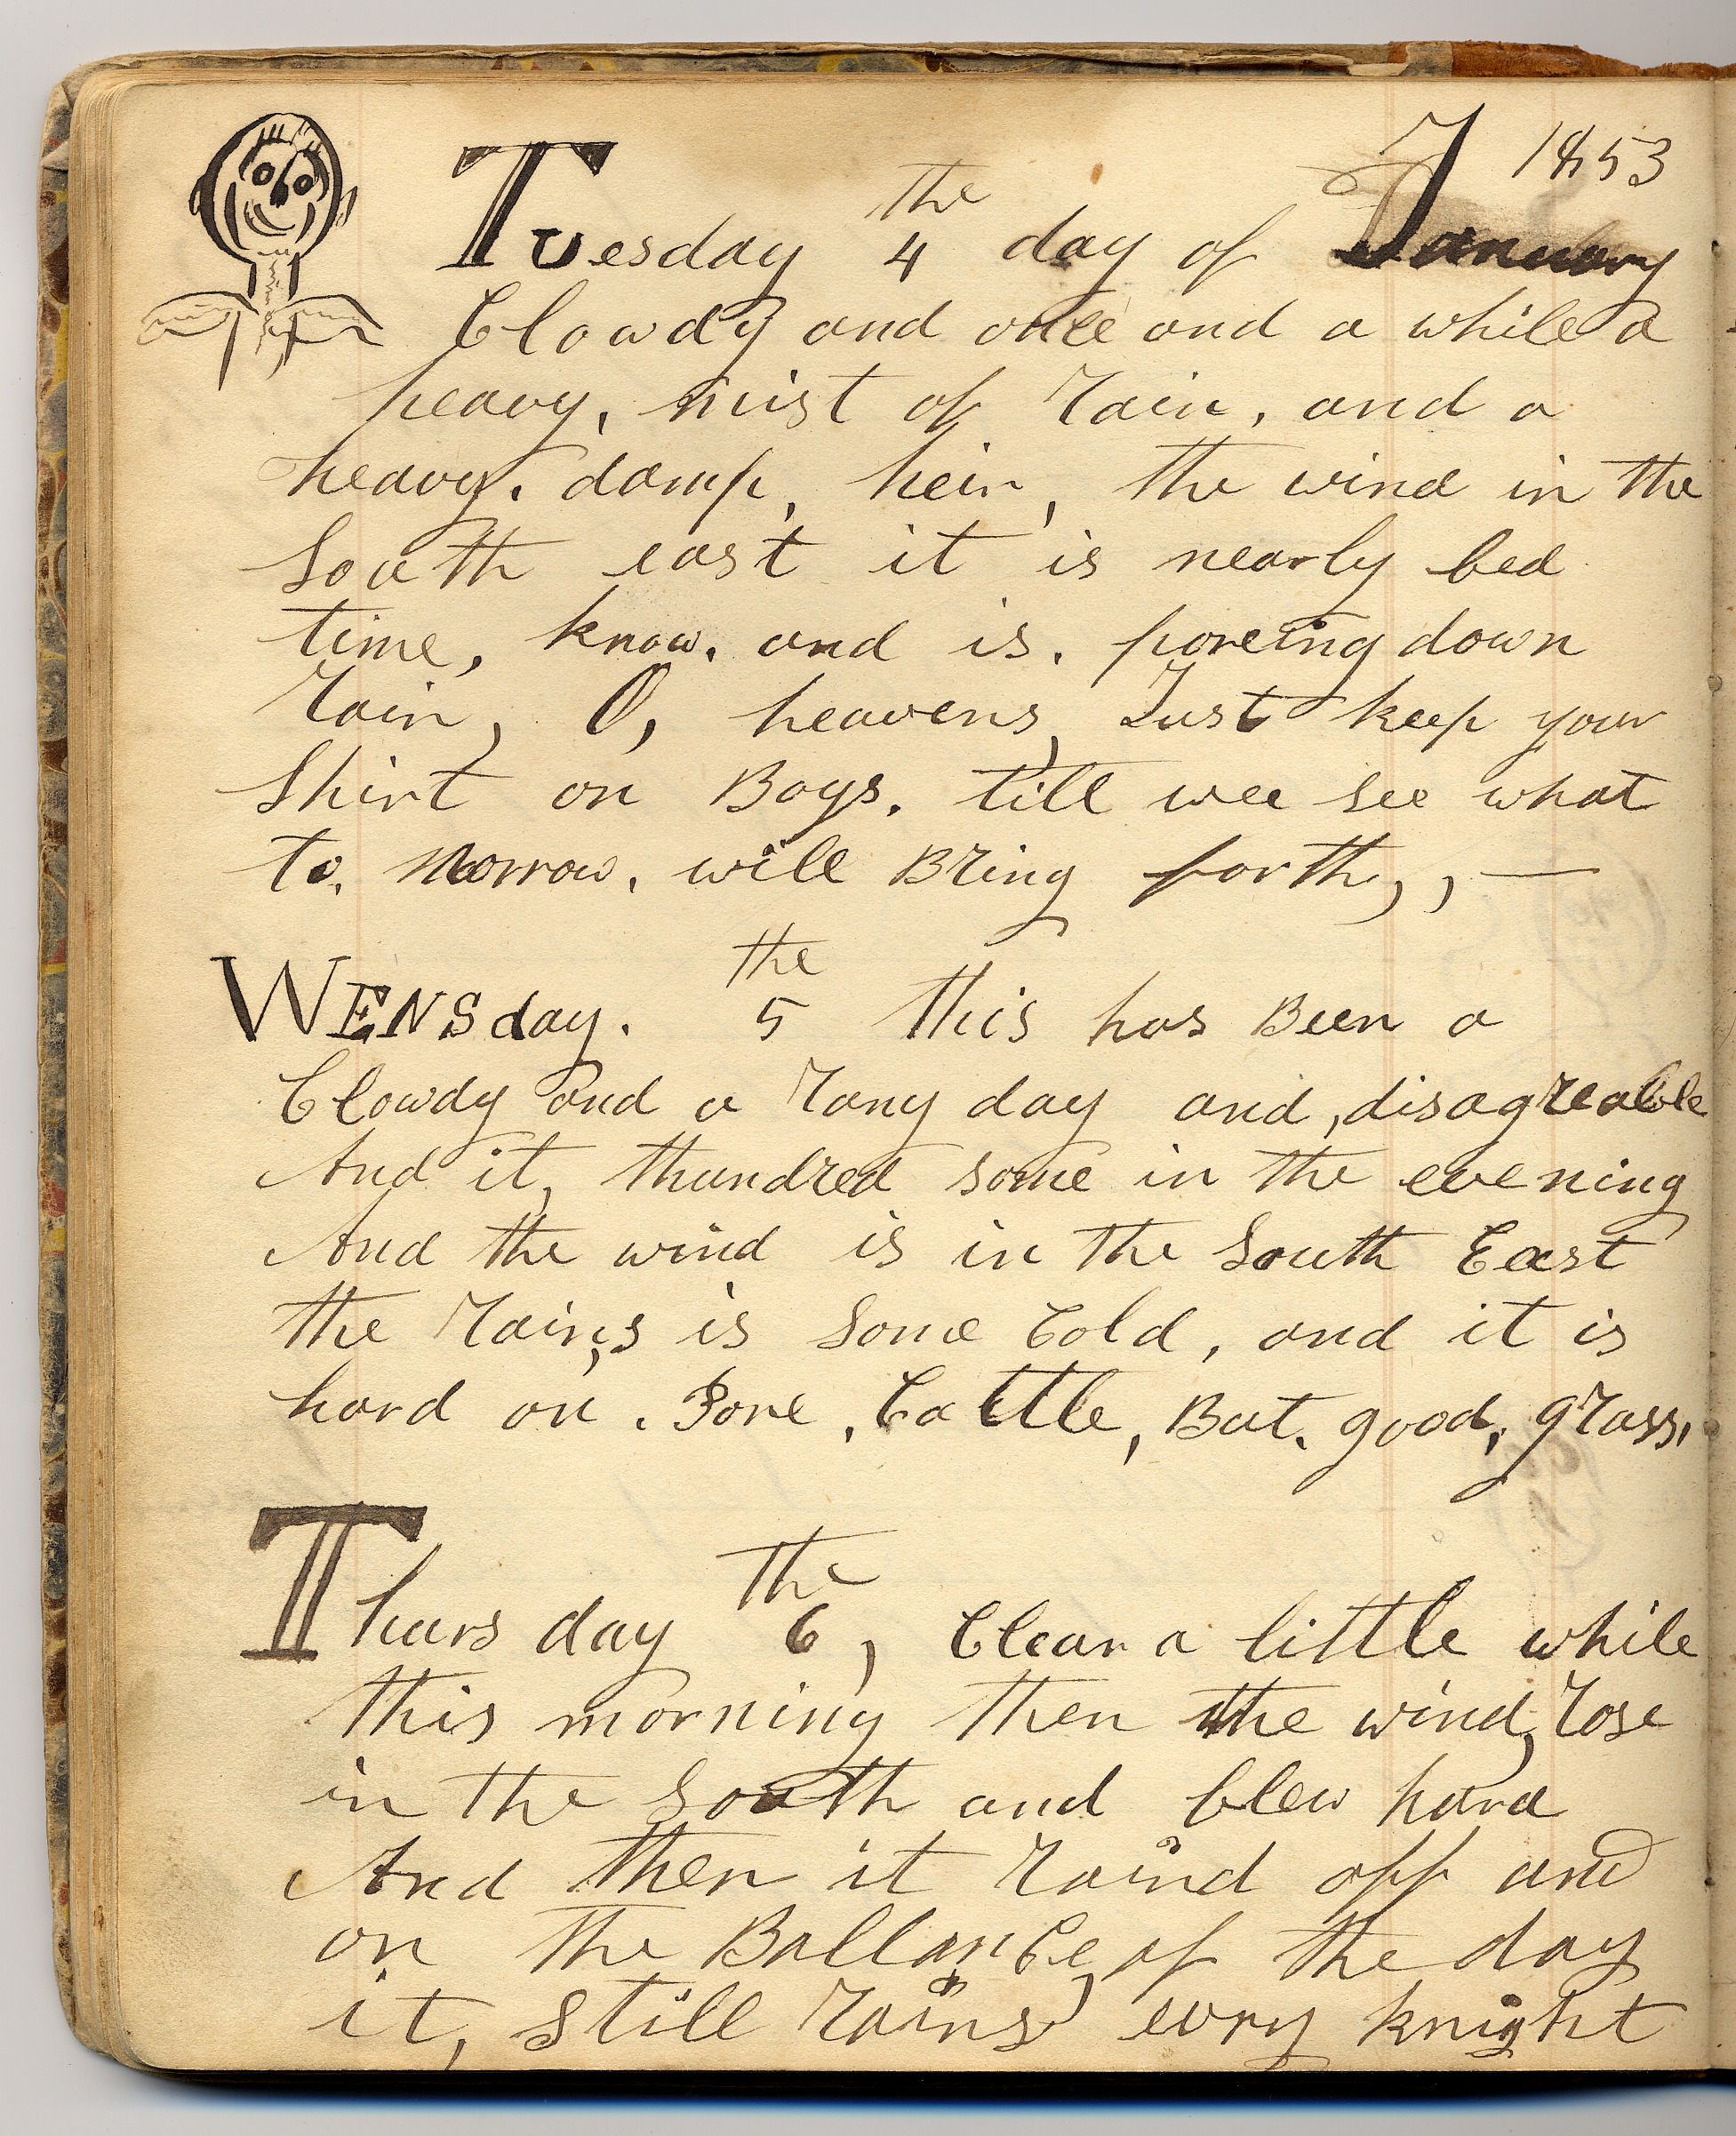 1853
Tuesday the 4 day of January
Clowdy and once and a while a
heavy, mist of rain, and a
heavy. damp, heir, the wind in the
South east it is nearly bed
time, know. and is. poreing down
rain, O, heavens, Just keep your
Shirt on Boys. till wee see what
to. Morrow. will Bring forth,, —
WENSday. the 5 this has Been a
Clowdy and a rany day and, disagreable
And it, thundred some in the evening
And the wind is in the South East
the rains is Some Cold, and it is
hard on. Pore, Cattle, But. good, grass,
Thursday the 6, Clear a little while
this morning then the wind, rose
in the South and blew hard
And then it raind off and
on the Ballance of the day
it, Still rains, evry knight